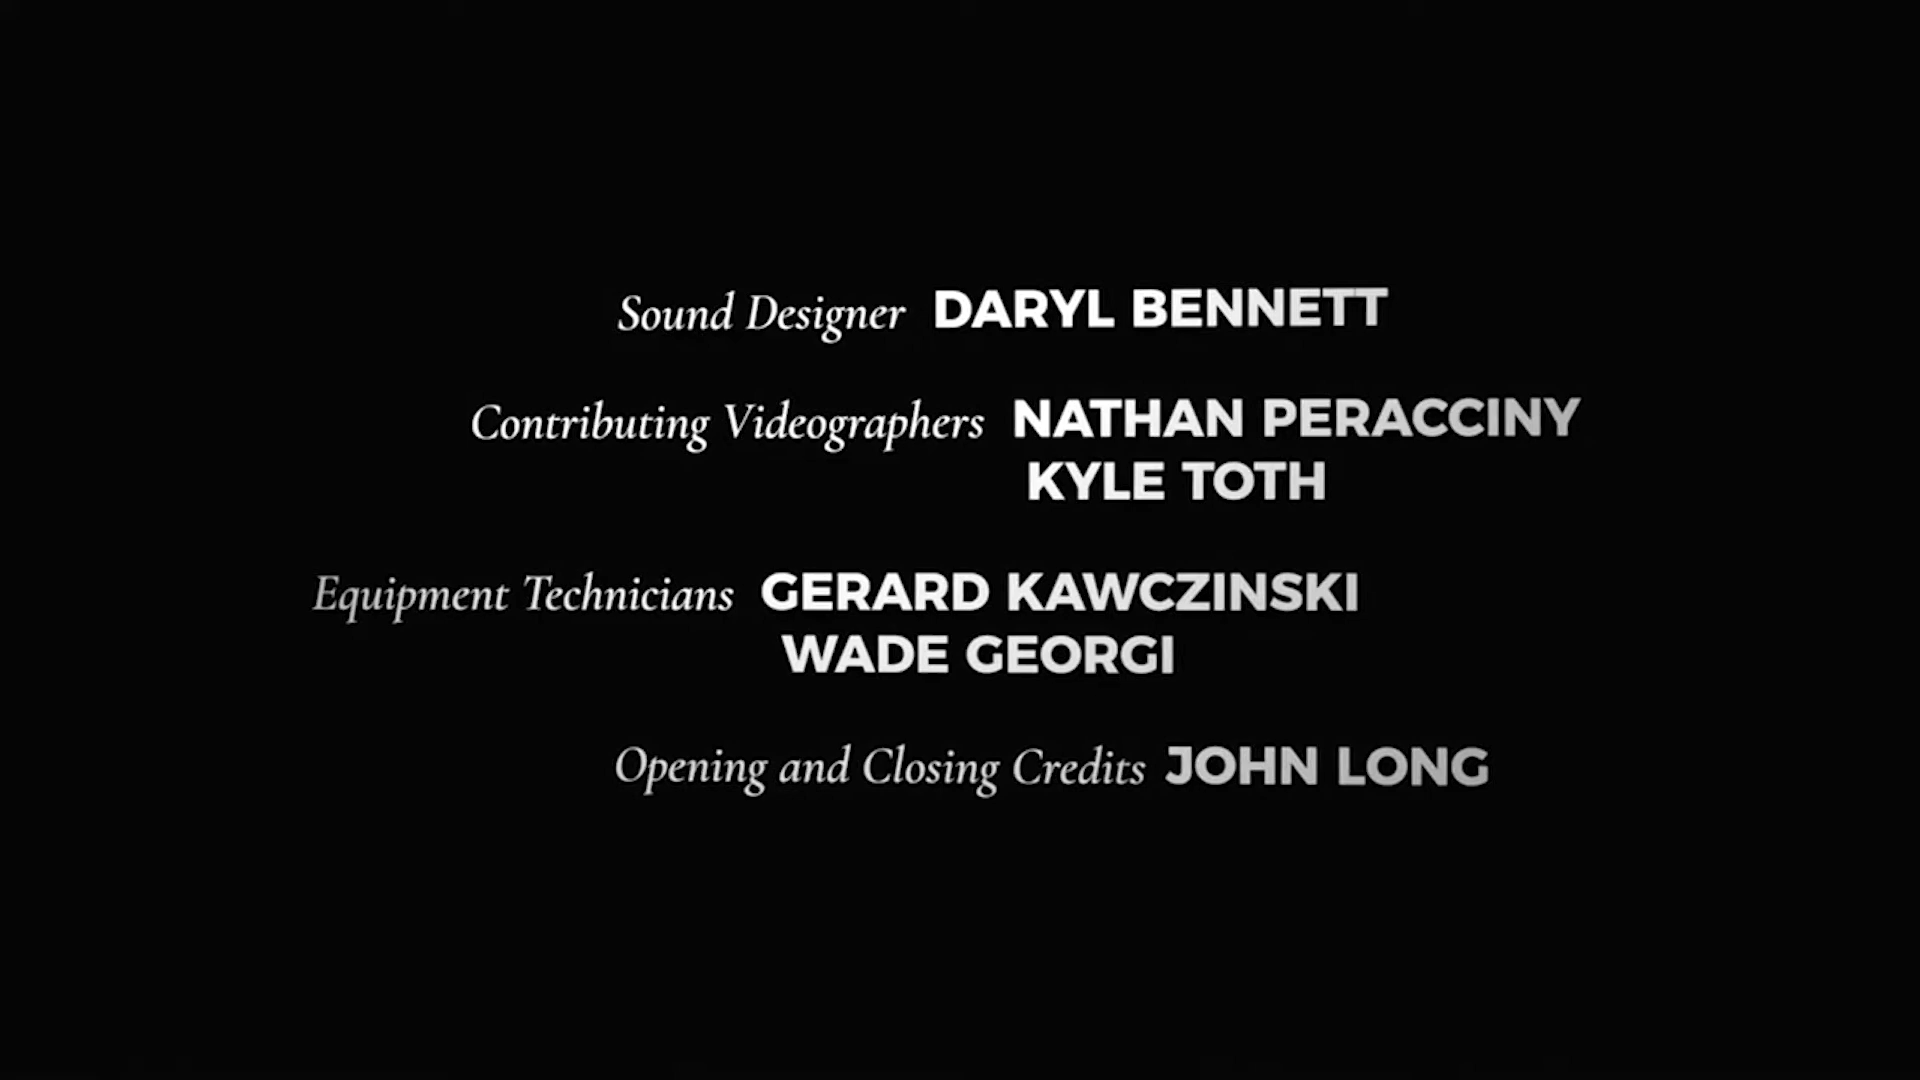 Sound Designer DARYL BENNETT
Contributing Videographers NATHAN PERACCINY
KYLE TOTH
Equipment Technicians GERARD KAWCZINSKI
WADE GEORGI
Opening and Closing Credits JOHN LONG